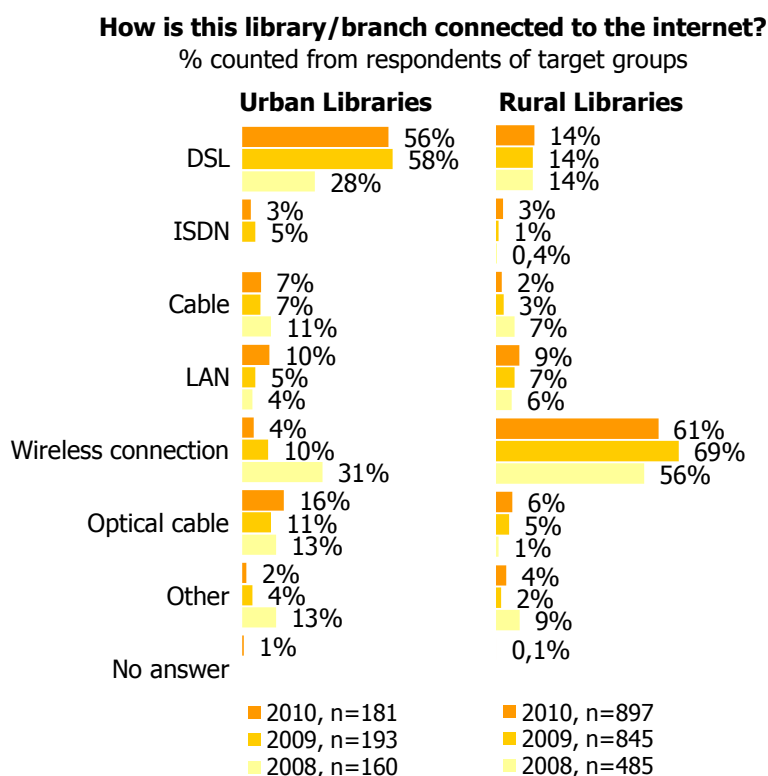 How is this library/branch connected to the internet?
% counted from respondents of target groups
Urban Libraries
Rural Libraries
DSL
56%
58%
28%
14%
14%
14%
ISDN
3%
5%
3%
1%
0,4%
Cable
7%
7%
11%
2%
3%
7%
LAN
10%
5%
4%
9%
7%
6%
Wireless connection
4%
10%
31%
61%
69%
56%
Optical cable
16%
11%
13%
6%
5%
1%
Other
2%
4%
13%
4%
2%
9%
No answer
1%
0,1%
2010, n=181
2009, n=193
2008, n=160
2010, n=897
2009, n=845
2008, n=485